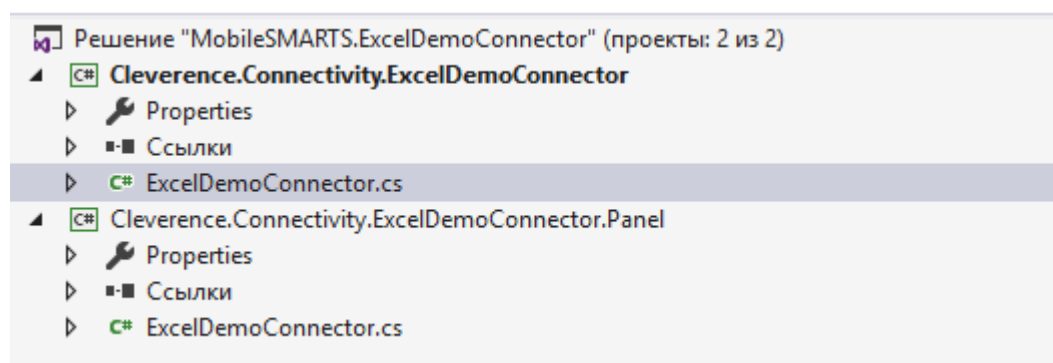 Решение "MobileSMARTS.ExcelDemoConnector" (проекты: 2 из 2)
C# Cleverence.Connectivity.ExcelDemoConnector
Properties
Ссылки
C# ExcelDemoConnector.cs
C# Cleverence.Connectivity.ExcelDemoConnector.Panel
Properties
Ссылки
C# ExcelDemoConnector.cs